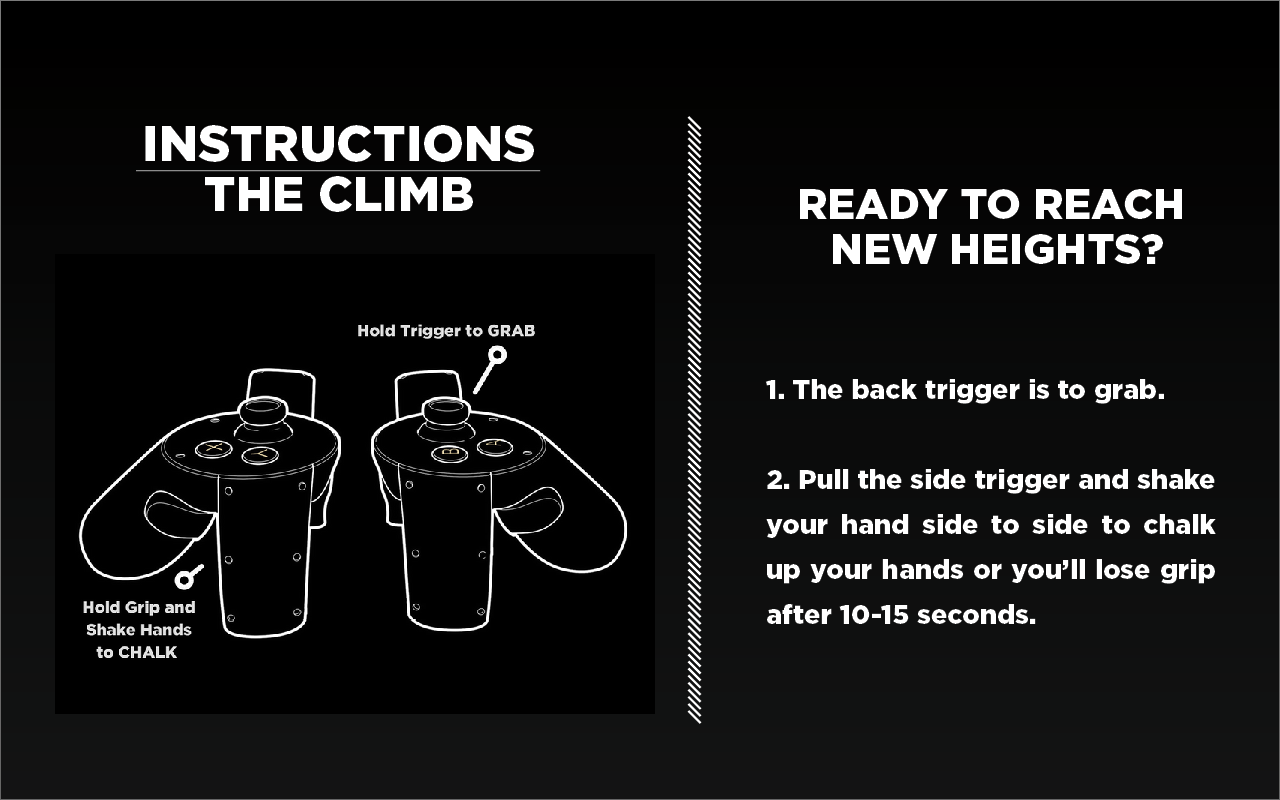 INSTRUCTIONS
THE CLIMB
Hold Trigger to GRAB
X
Y
B
A
Hold Grip and
Shake Hands
to CHALK
READY TO REACH
NEW HEIGHTS?
1. The back trigger is to grab.
2. Pull the side trigger and shake
your hand side to side to chalk
up your hands or you’ll lose grip
after 10-15 seconds.